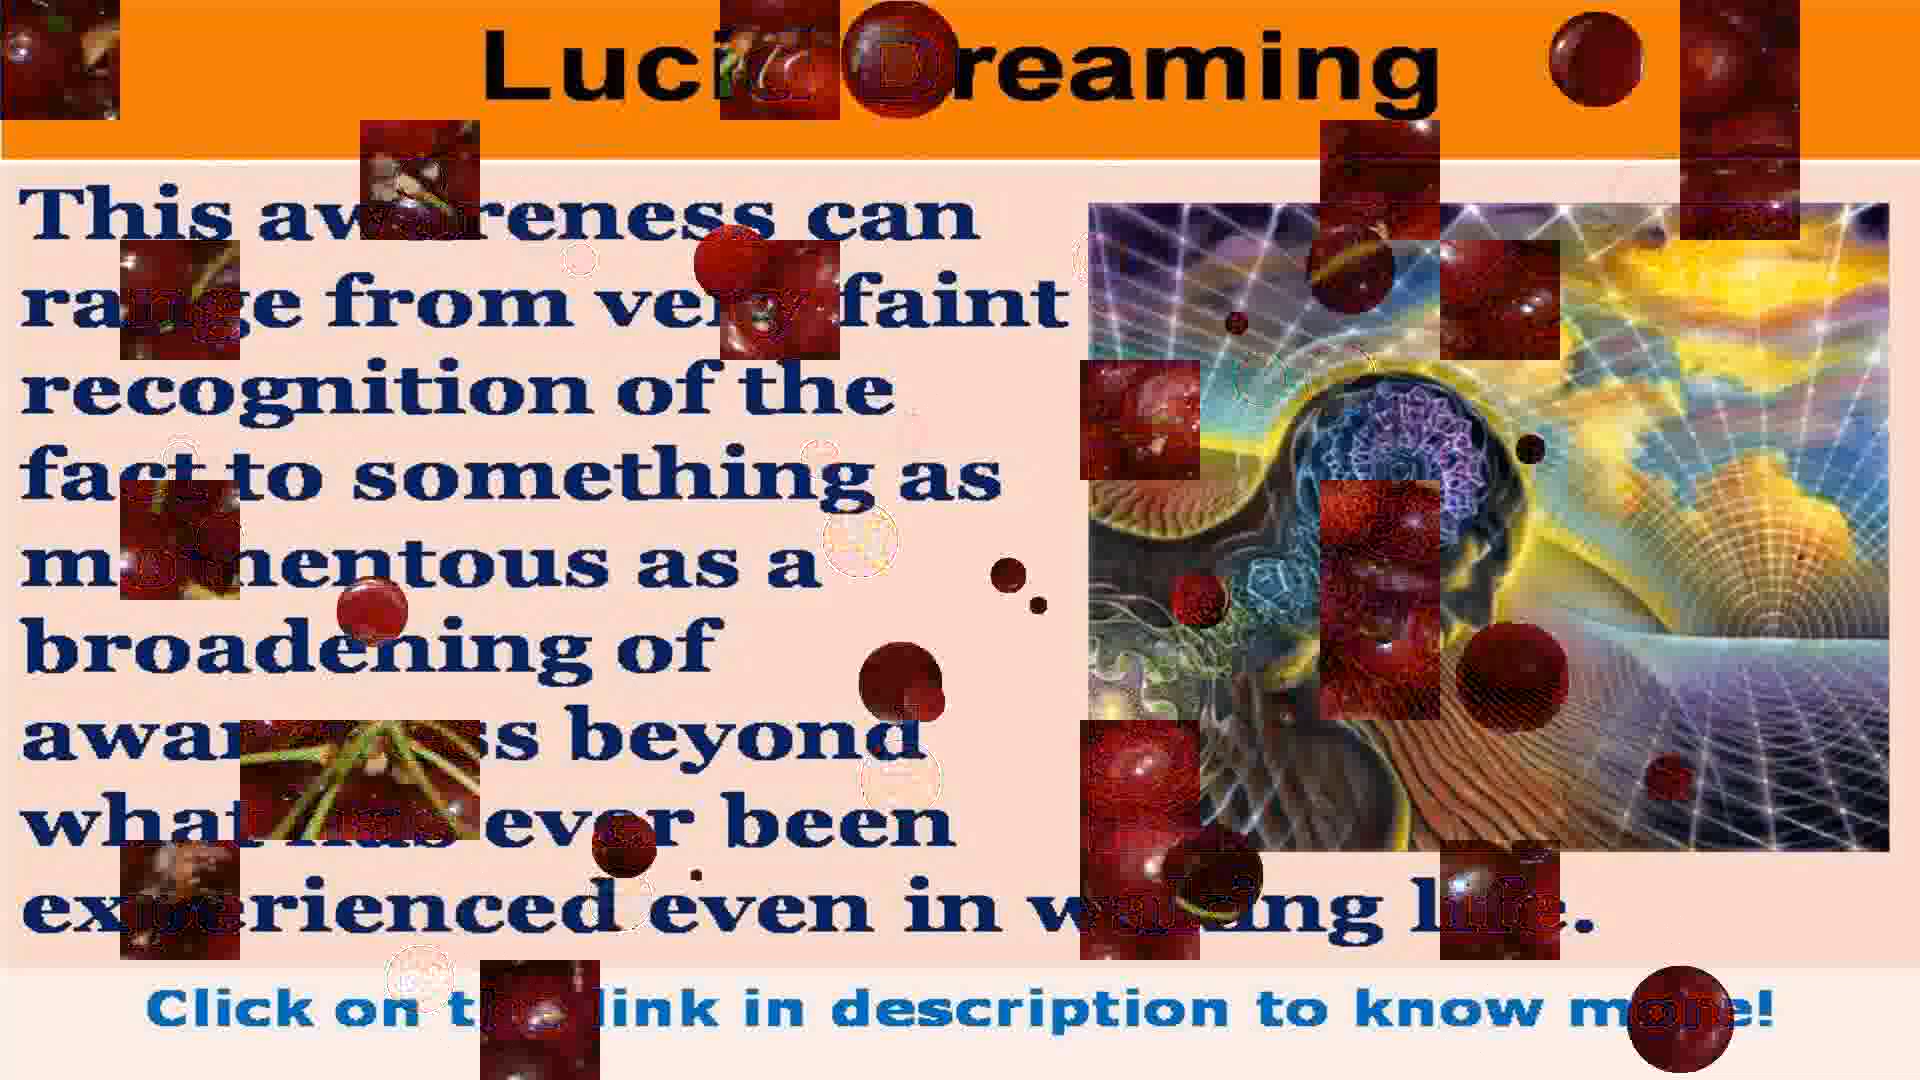 Lucid Dreaming
This awareness can
range from very faint
recognition of the
fact to something as
momentous as a
broadening of
awareness beyond
what has ever been
experienced even in waking life.
Click on the link in description to know more!